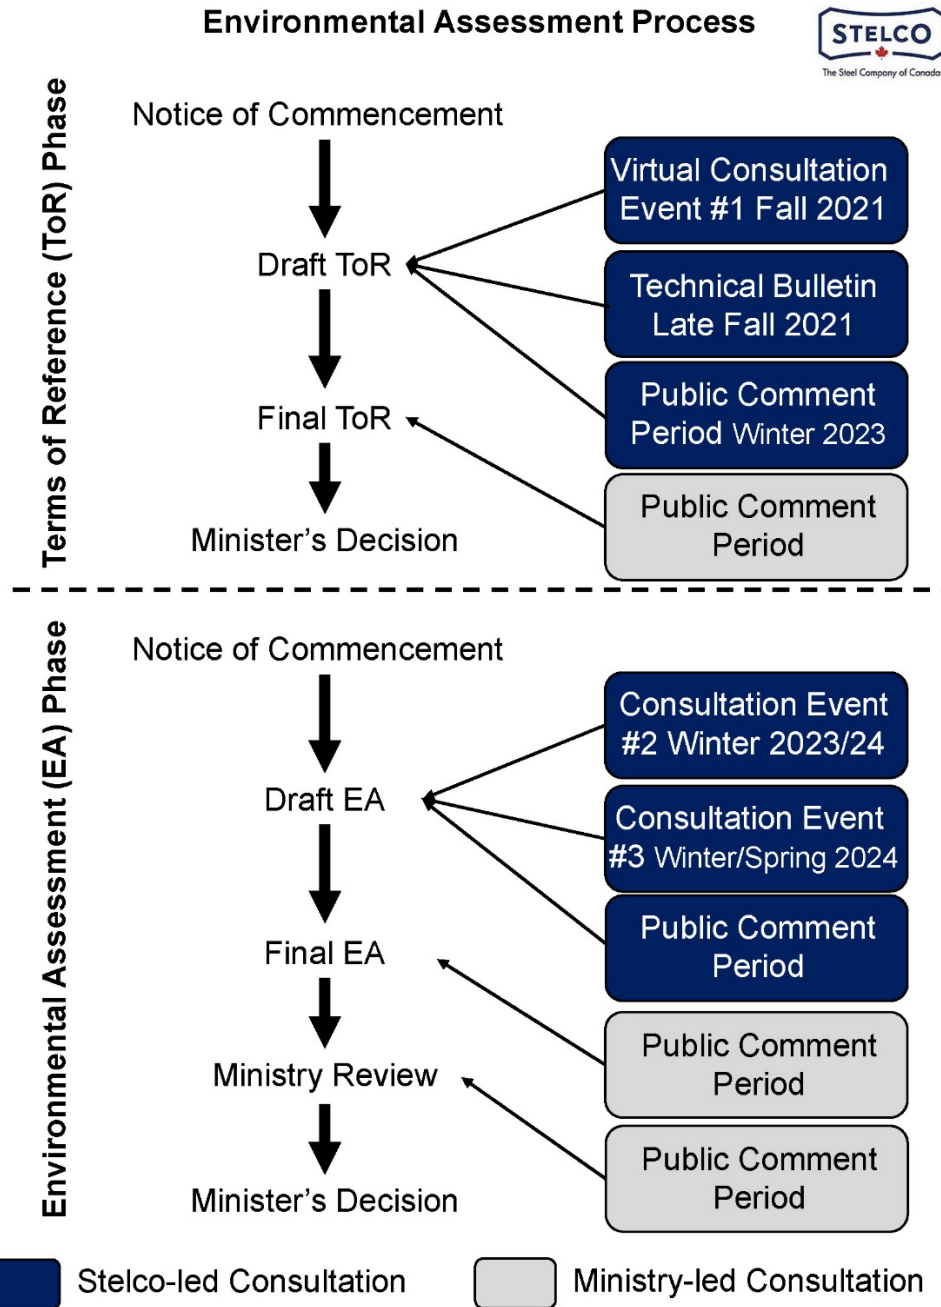 Environmental Assessment Process
STELCO
The Steel Company of Canada
Terms of Reference (ToR) Phase
Notice of Commencement
Virtual Consultation
Event #1 Fall 2021
Draft ToR
Technical Bulletin
Late Fall 2021
Public Comment
Period Winter 2023
Final ToR
Public Comment
Period
Minister’s Decision
Environmental Assessment (EA) Phase
Notice of Commencement
Consultation Event
#2 Winter 2023/24
Draft EA
Consultation Event
#3 Winter/Spring 2024
Public Comment
Period
Final EA
Public Comment
Period
Ministry Review
Public Comment
Period
Minister’s Decision
Stelco-led Consultation
Ministry-led Consultation